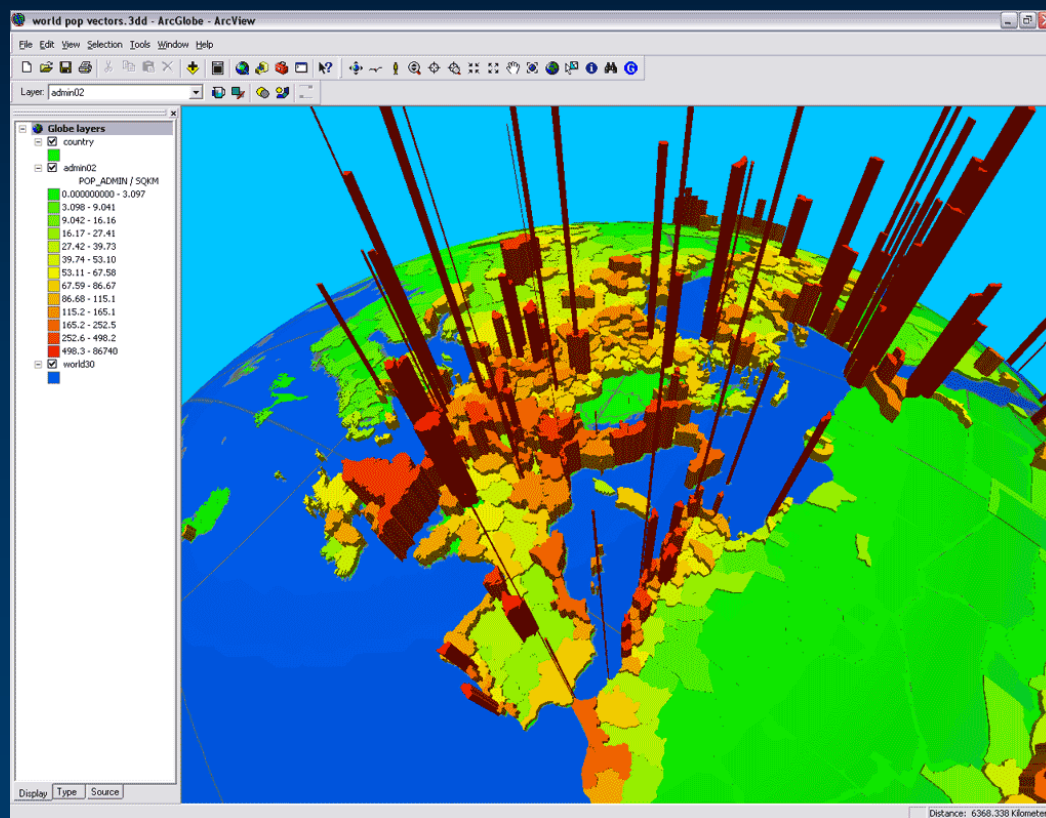 world pop vectors.3dd - ArcGlobe - ArcView
File Edit View Selection Tools Window Help
Layer: admin02
Globe layers
country
admin02
POP_ADMIN / SQKM
0.000000000 - 3.097
3.098 - 9.041
9.042 - 16.16
16.17 - 27.41
27.42 - 39.73
39.74 - 53.10
53.11 - 67.58
67.59 - 86.67
86.68 - 115.1
115.2 - 165.1
165.2 - 252.5
252.6 - 498.2
498.3 - 86740
world30
Display Type Source
Distance: 6368.338 Kilometer